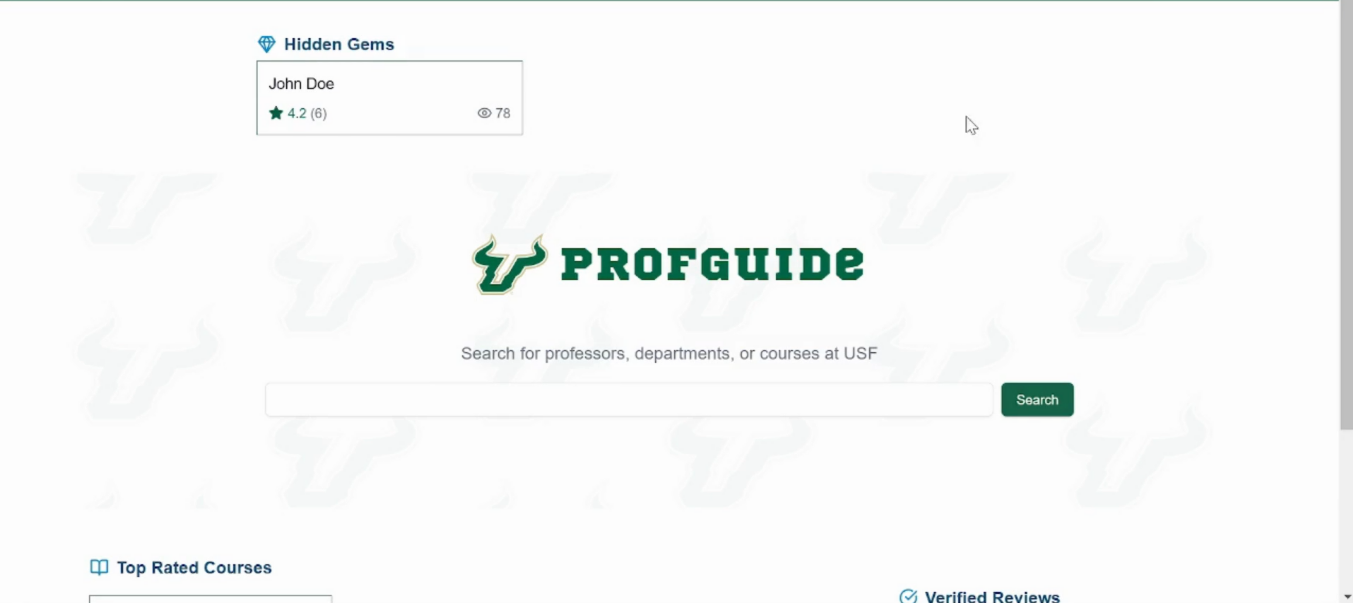 Hidden Gems
John Doe
4.2 (6) 78
PROFGUIDE
Search for professors, departments, or courses at USF
Search
Top Rated Courses
Verified Reviews